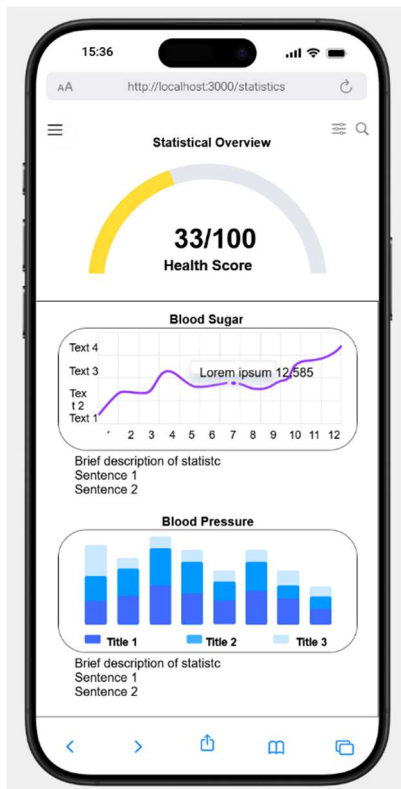 15:36
AA http://localhost:3000/statistics
Statistical Overview
33/100
Health Score
Blood Sugar
Text 4
Text 3
Tex
t 2
Text 1
Lorem ipsum 12,585
2 3 4 5 6 7 8 9 10 11 12
Brief description of statistc
Sentence 1
Sentence 2
Blood Pressure
Title 1 Title 2 Title 3
Brief description of statistc
Sentence 1
Sentence 2